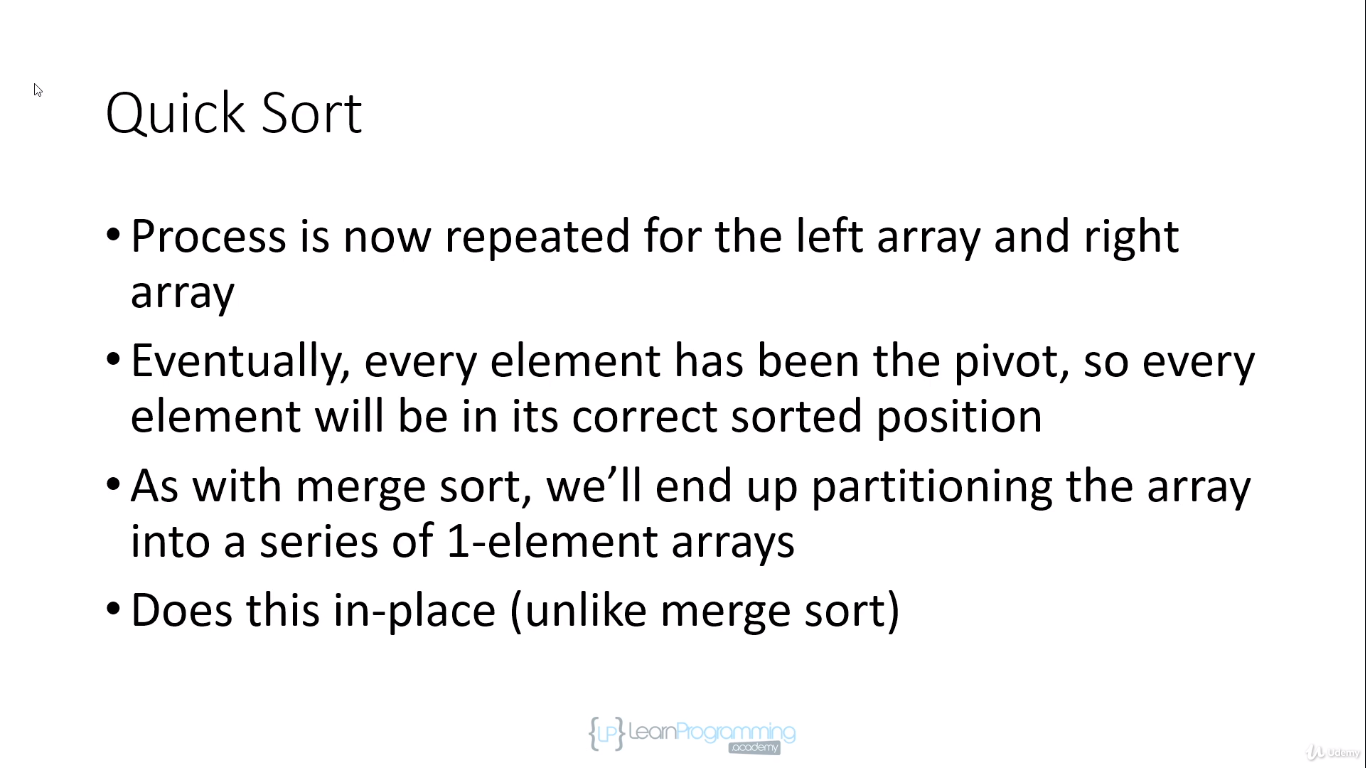 Quick Sort
• Process is now repeated for the left array and right
array
• Eventually, every element has been the pivot, so every
element will be in its correct sorted position
• As with merge sort, we’ll end up partitioning the array
into a series of 1-element arrays
• Does this in-place (unlike merge sort)
{LP} LearnProgramming
.academy
Udemy